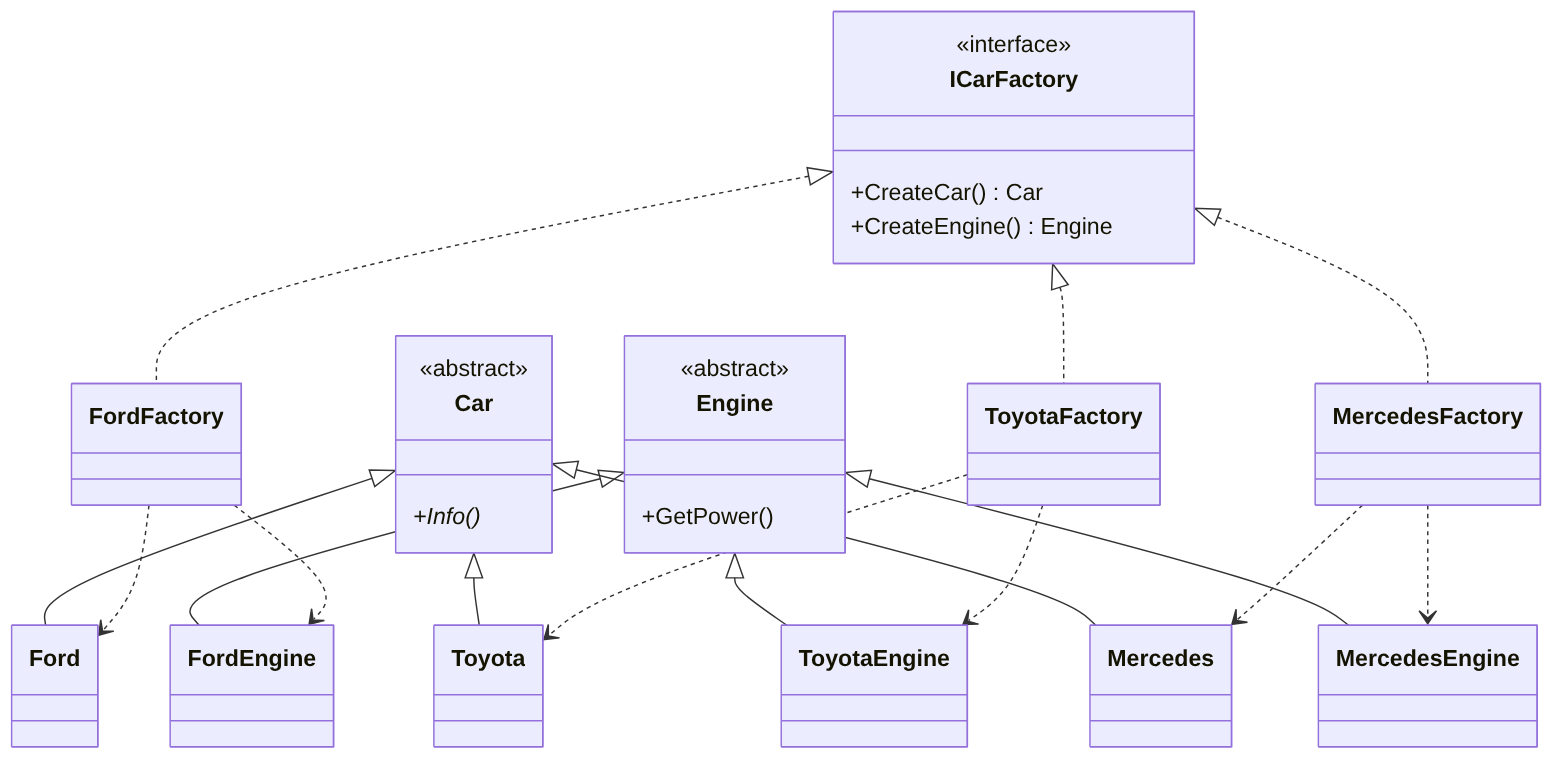 «interface»
ICarFactory
+CreateCar() : Car
+CreateEngine() : Engine
FordFactory
«abstract»
Car
+Info()
«abstract»
Engine
+GetPower()
ToyotaFactory
MercedesFactory
Ford
FordEngine
Toyota
ToyotaEngine
Mercedes
MercedesEngine